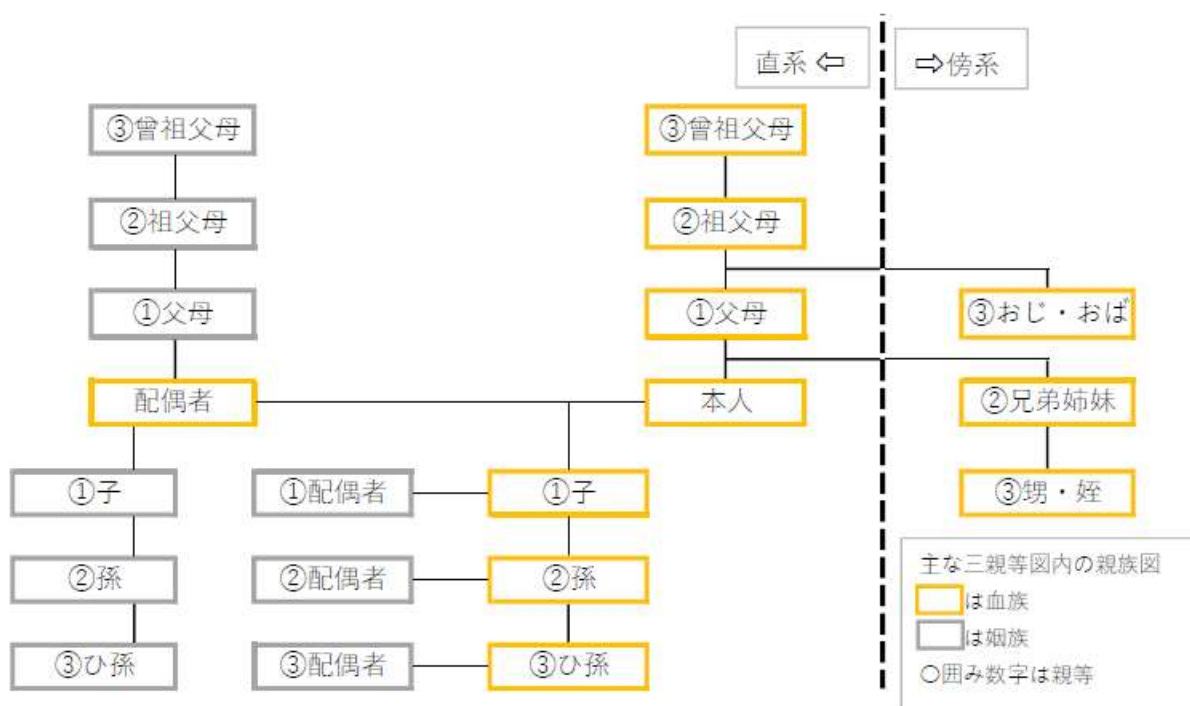 直系⇦
⇨傍系
③曾祖父母
③曾祖父母
②祖父母
②祖父母
①父母
①父母
③おじ・おば
配偶者
本人
②兄弟姉妹
①子
①配偶者
①子
③甥・姪
②孫
②配偶者
②孫
③ひ孫
③配偶者
③ひ孫
主な三親等図内の親族図
は血族
は姻族
○囲み数字は親等